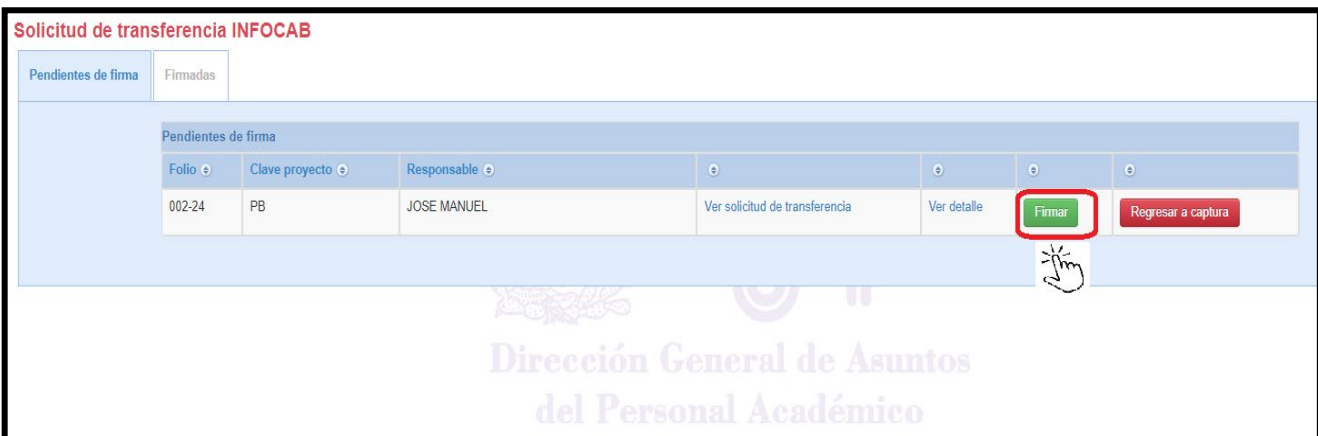 Solicitud de transferencia INFOCAB
Pendientes de firma Firmadas
Pendientes de firma
Folio Clave proyecto Responsable
002-24 PB JOSE MANUEL Ver solicitud de transferencia Ver detalle Firmar Regresar a captura
Dirección General de Asuntos
del Personal Académico